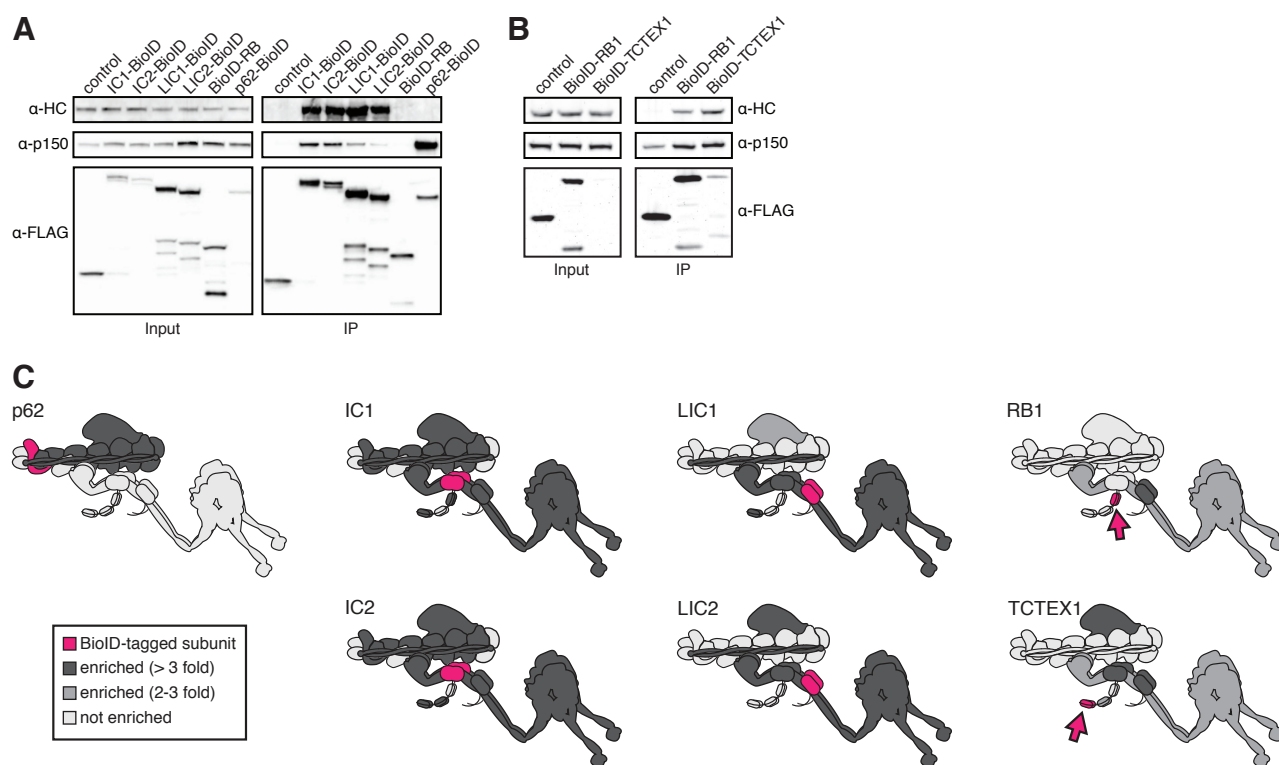 A
control
IC1-BioID
IC2-BioID
LIC1-BioID
LIC2-BioID
BioID-RB
p62-BioID
control
IC1-BioID
IC2-BioID
LIC1-BioID
LIC2-BioID
BioID-RB
p62-BioID
α-HC
α-p150
α-FLAG
Input
IP
B
control
BioID-RB1
BioID-TCTEX1
control
BioID-RB1
BioID-TCTEX1
α-HC
α-p150
α-FLAG
Input
IP
C
p62
IC1
LIC1
RB1
IC2
LIC2
TCTEX1
BioID-tagged subunit
enriched (> 3 fold)
enriched (2-3 fold)
not enriched